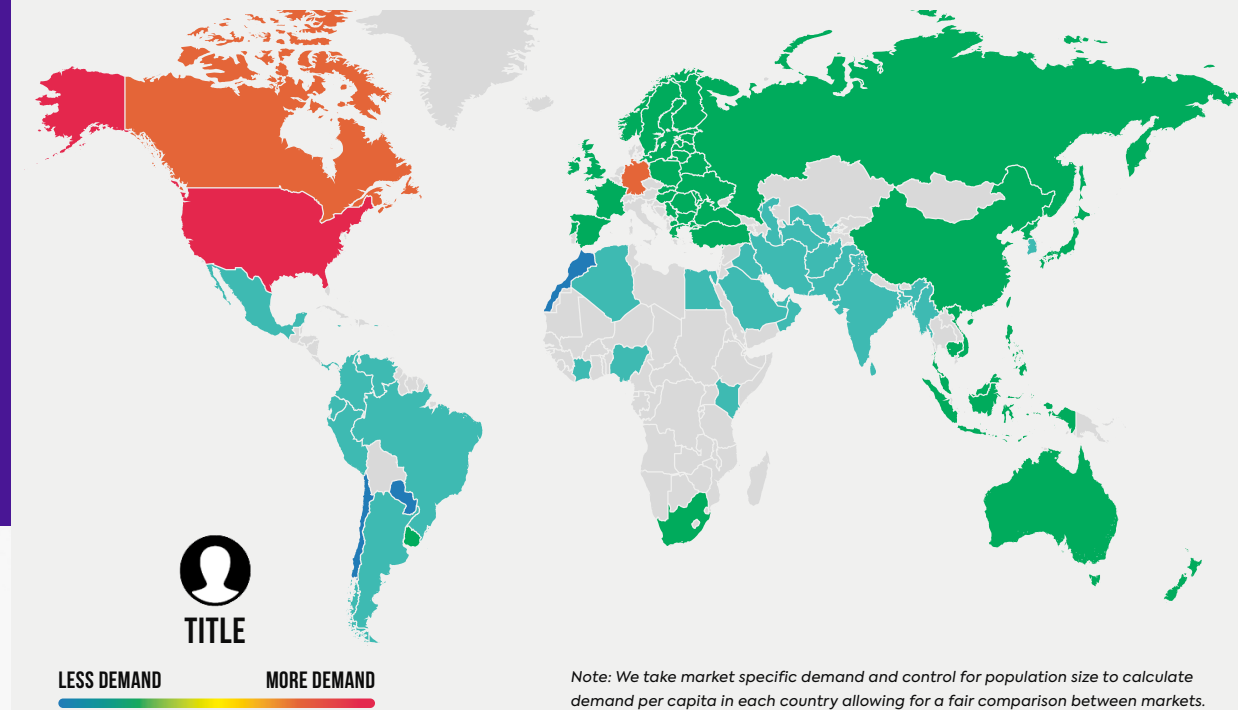 TITLE
LESS DEMAND MORE DEMAND
Note: We take market specific demand and control for population size to calculate
demand per capita in each country allowing for a fair comparison between markets.